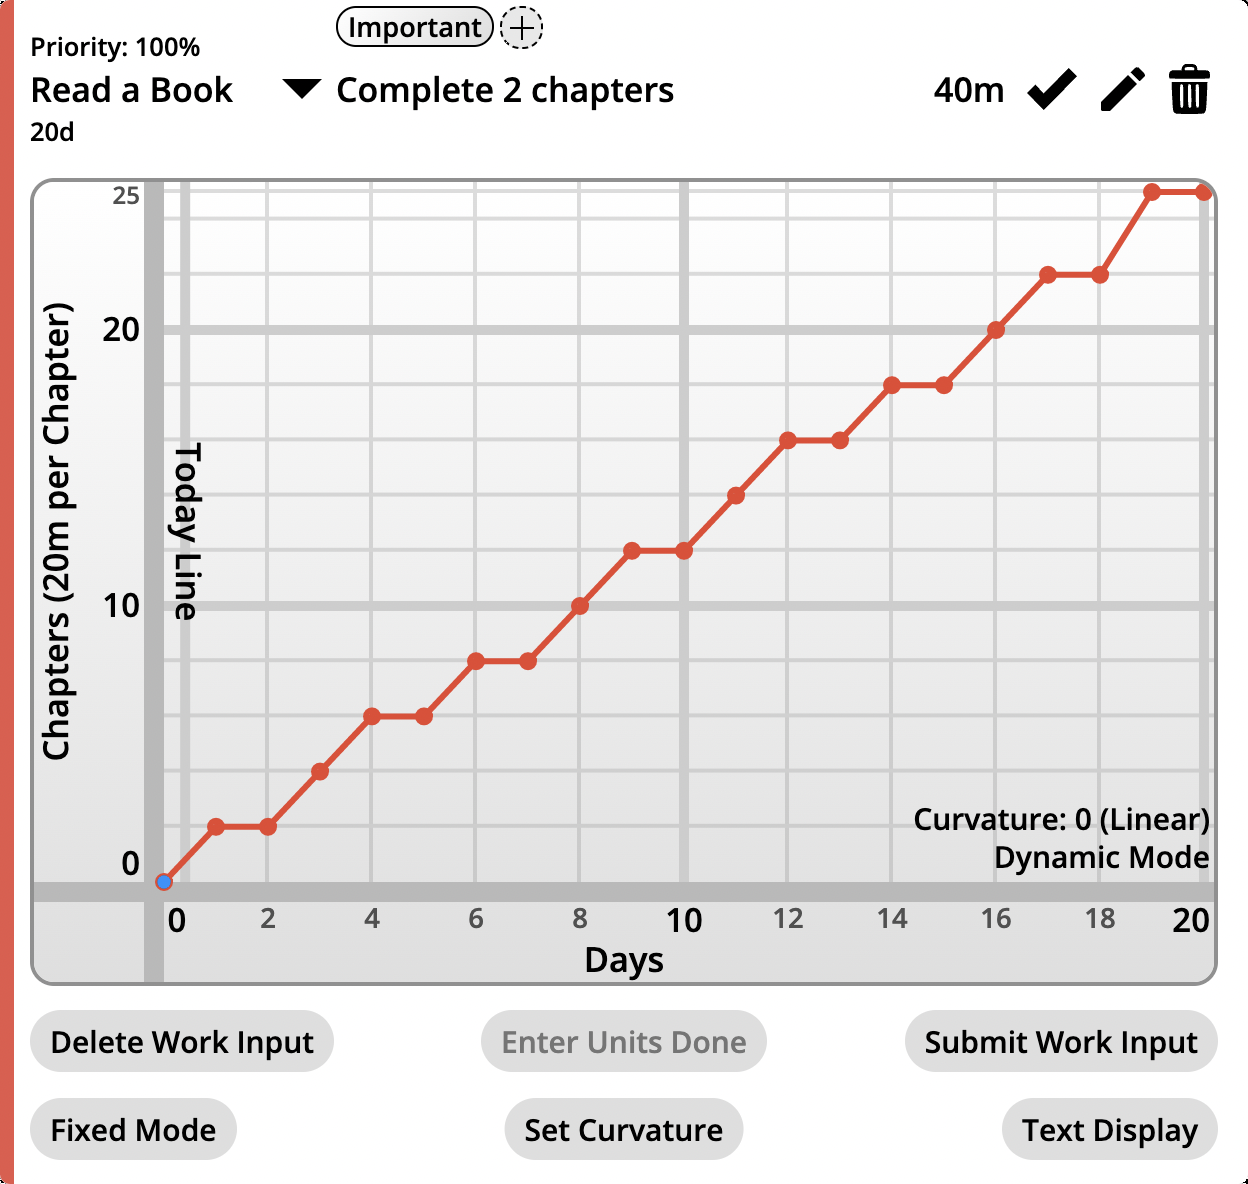 Important
Priority: 100%
Read a Book
Complete 2 chapters
40m
20d
25
20
10
0
Chapters (20m per Chapter)
Today Line
Curvature: 0 (Linear)
Dynamic Mode
0 2 4 6 8 10 12 14 16 18 20
Days
Delete Work Input
Enter Units Done
Submit Work Input
Fixed Mode
Set Curvature
Text Display